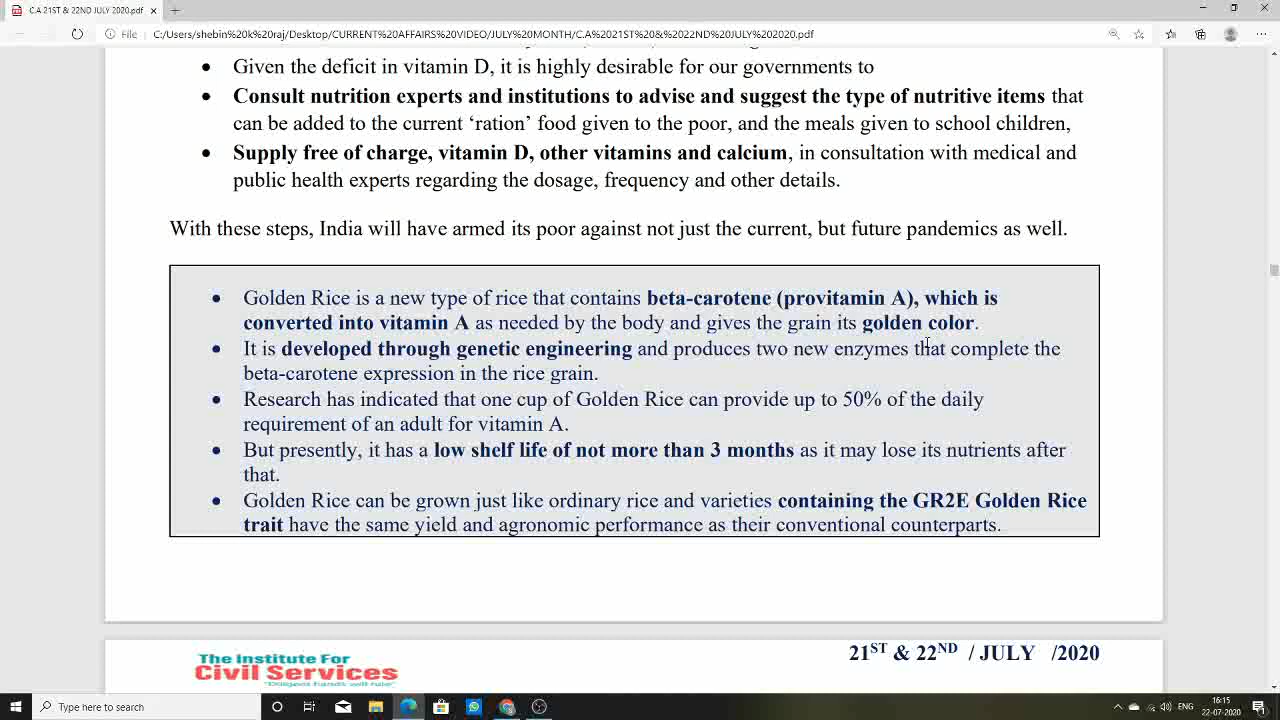 C.A 21ST & 22ND JULY 2020.pdf
File
C:/Users/shebin%20k%20raj/Desktop/CURRENT%20AFFAIRS%20VIDEO/JULY%20MONTH/C.A%2021ST%20&%2022ND%20JULY%202020.pdf
• Given the deficit in vitamin D, it is highly desirable for our governments to
• Consult nutrition experts and institutions to advise and suggest the type of nutritive items that
can be added to the current ‘ration’ food given to the poor, and the meals given to school children,
• Supply free of charge, vitamin D, other vitamins and calcium, in consultation with medical and
public health experts regarding the dosage, frequency and other details.
With these steps, India will have armed its poor against not just the current, but future pandemics as well.
• Golden Rice is a new type of rice that contains beta-carotene (provitamin A), which is
converted into vitamin A as needed by the body and gives the grain its golden color.
• It is developed through genetic engineering and produces two new enzymes that complete the
beta-carotene expression in the rice grain.
• Research has indicated that one cup of Golden Rice can provide up to 50% of the daily
requirement of an adult for vitamin A.
• But presently, it has a low shelf life of not more than 3 months as it may lose its nutrients after
that.
• Golden Rice can be grown just like ordinary rice and varieties containing the GR2E Golden Rice
trait have the same yield and agronomic performance as their conventional counterparts.
21ST & 22ND / JULY /2020
The Institute For
Civil Services
"Diligent hands will rule"
Type here to search
ENG
16:15
22-07-2020